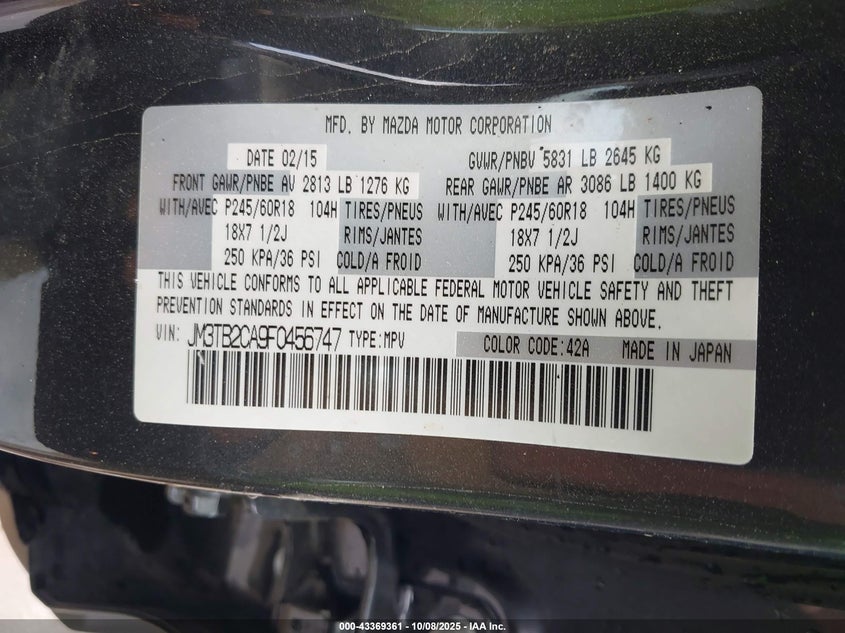 MFD. BY MAZDA MOTOR CORPORATION
DATE 02/15 GVWR/PNBV 5831 LB 2645 KG
FRONT GAWR/PNBE AV 2813 LB 1276 KG REAR GAWR/PNBE AR 3086 LB 1400 KG
WITH/AVEC P245/60R18 104H TIRES/PNEUS WITH/AVEC P245/60R18 104H TIRES/PNEUS
18X7 1/2J RIMS/JANTES 18X7 1/2J RIMS/JANTES
250 KPA/36 PSI COLD/A FROID 250 KPA/36 PSI COLD/A FROID
THIS VEHICLE CONFORMS TO ALL APPLICABLE FEDERAL MOTOR VEHICLE SAFETY AND THEFT
PREVENTION STANDARDS IN EFFECT ON THE DATE OF MANUFACTURE SHOWN ABOVE.
VIN: JM3TB2CA9F0456747 TYPE:MPV COLOR CODE:42A MADE IN JAPAN
000-43369361 - 10/08/2025 - IAA Inc.